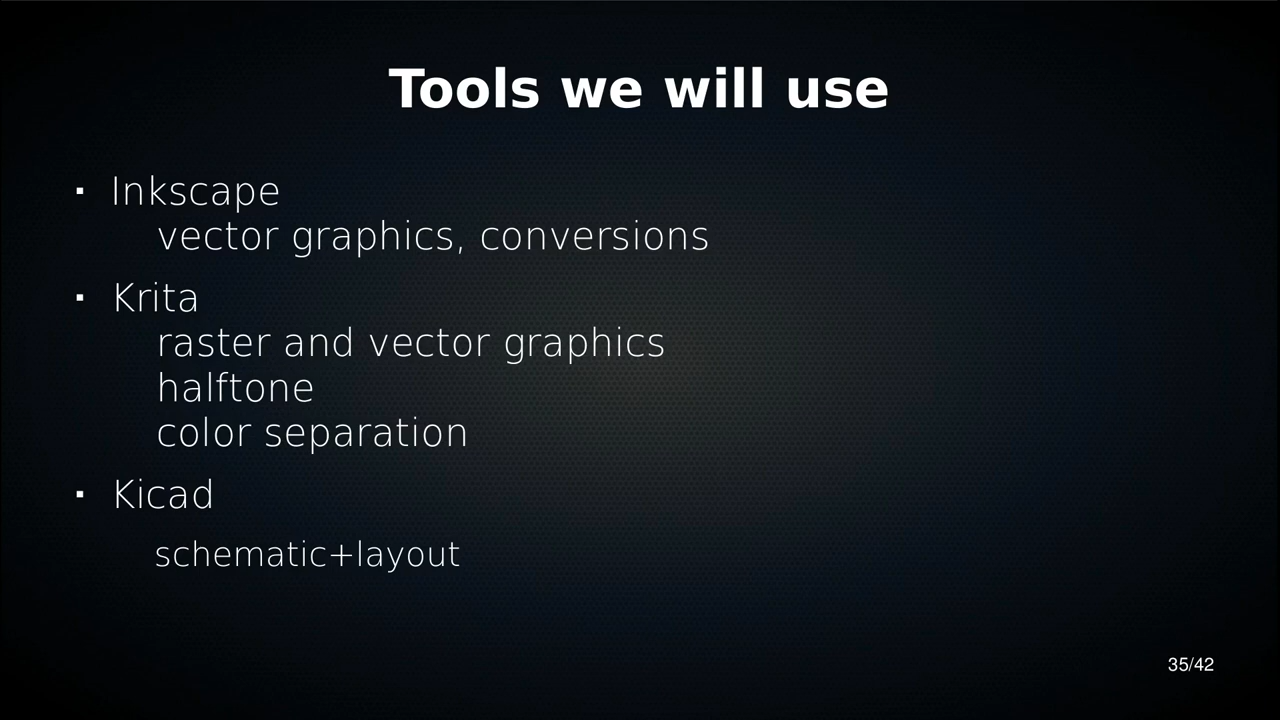 Tools we will use
▪ Inkscape
vector graphics, conversions
▪ Krita
raster and vector graphics
halftone
color separation
▪ Kicad
schematic+layout
35/42